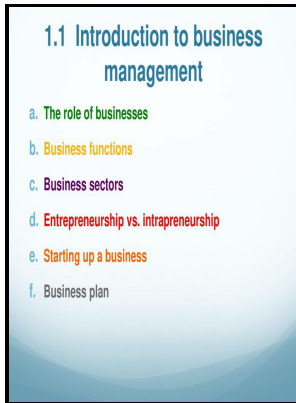 1.1 Introduction to business
management
a. The role of businesses
b. Business functions
c. Business sectors
d. Entrepreneurship vs. intrapreneurship
e. Starting up a business
f. Business plan